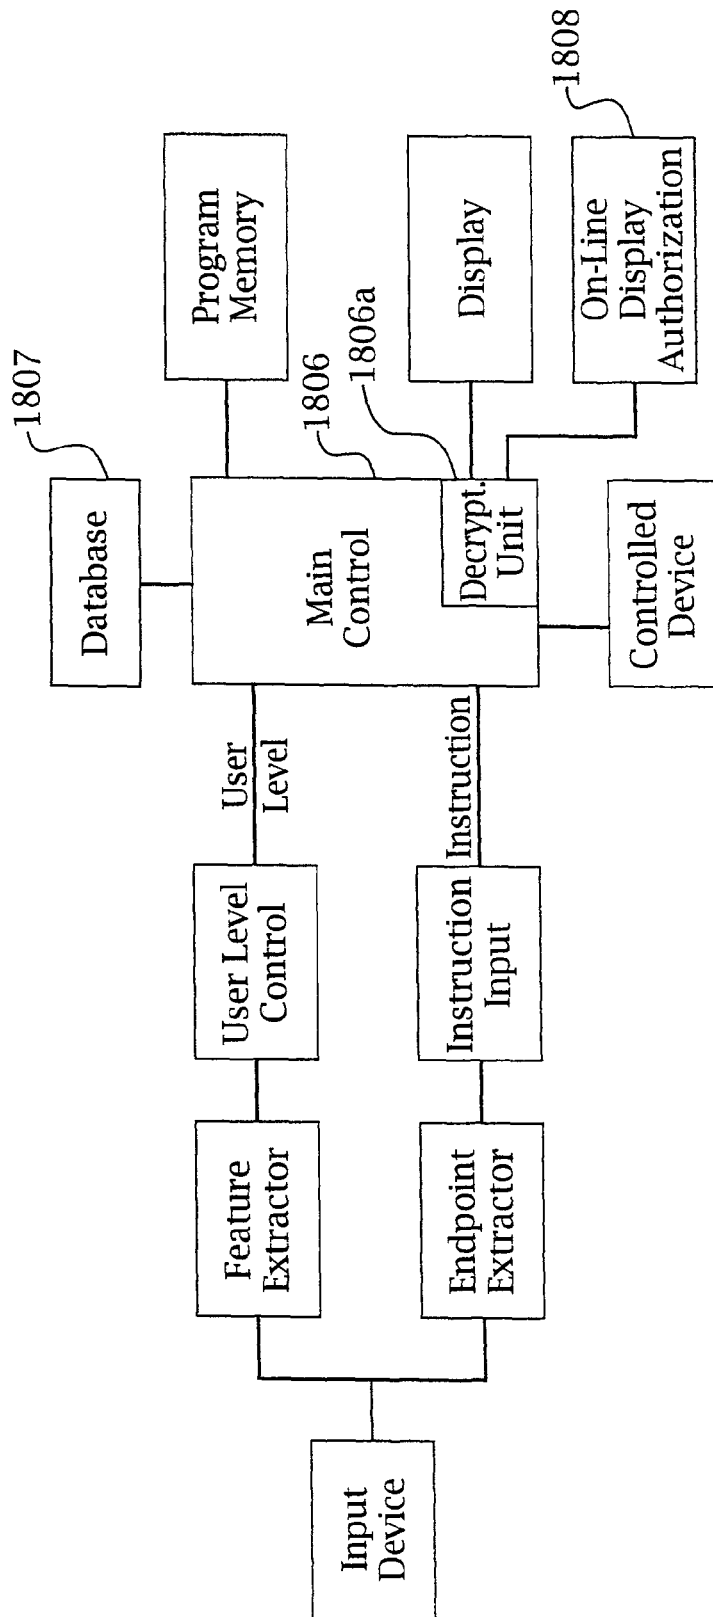 Input
Device
Feature
Extractor
Endpoint
Extractor
User Level
Control
Instruction
Input
User
Level
Instruction
Database
1807
Main
Control
1806
Decrypt.
Unit
1806a
Controlled
Device
Program
Memory
Display
On-Line
Display
Authorization
1808